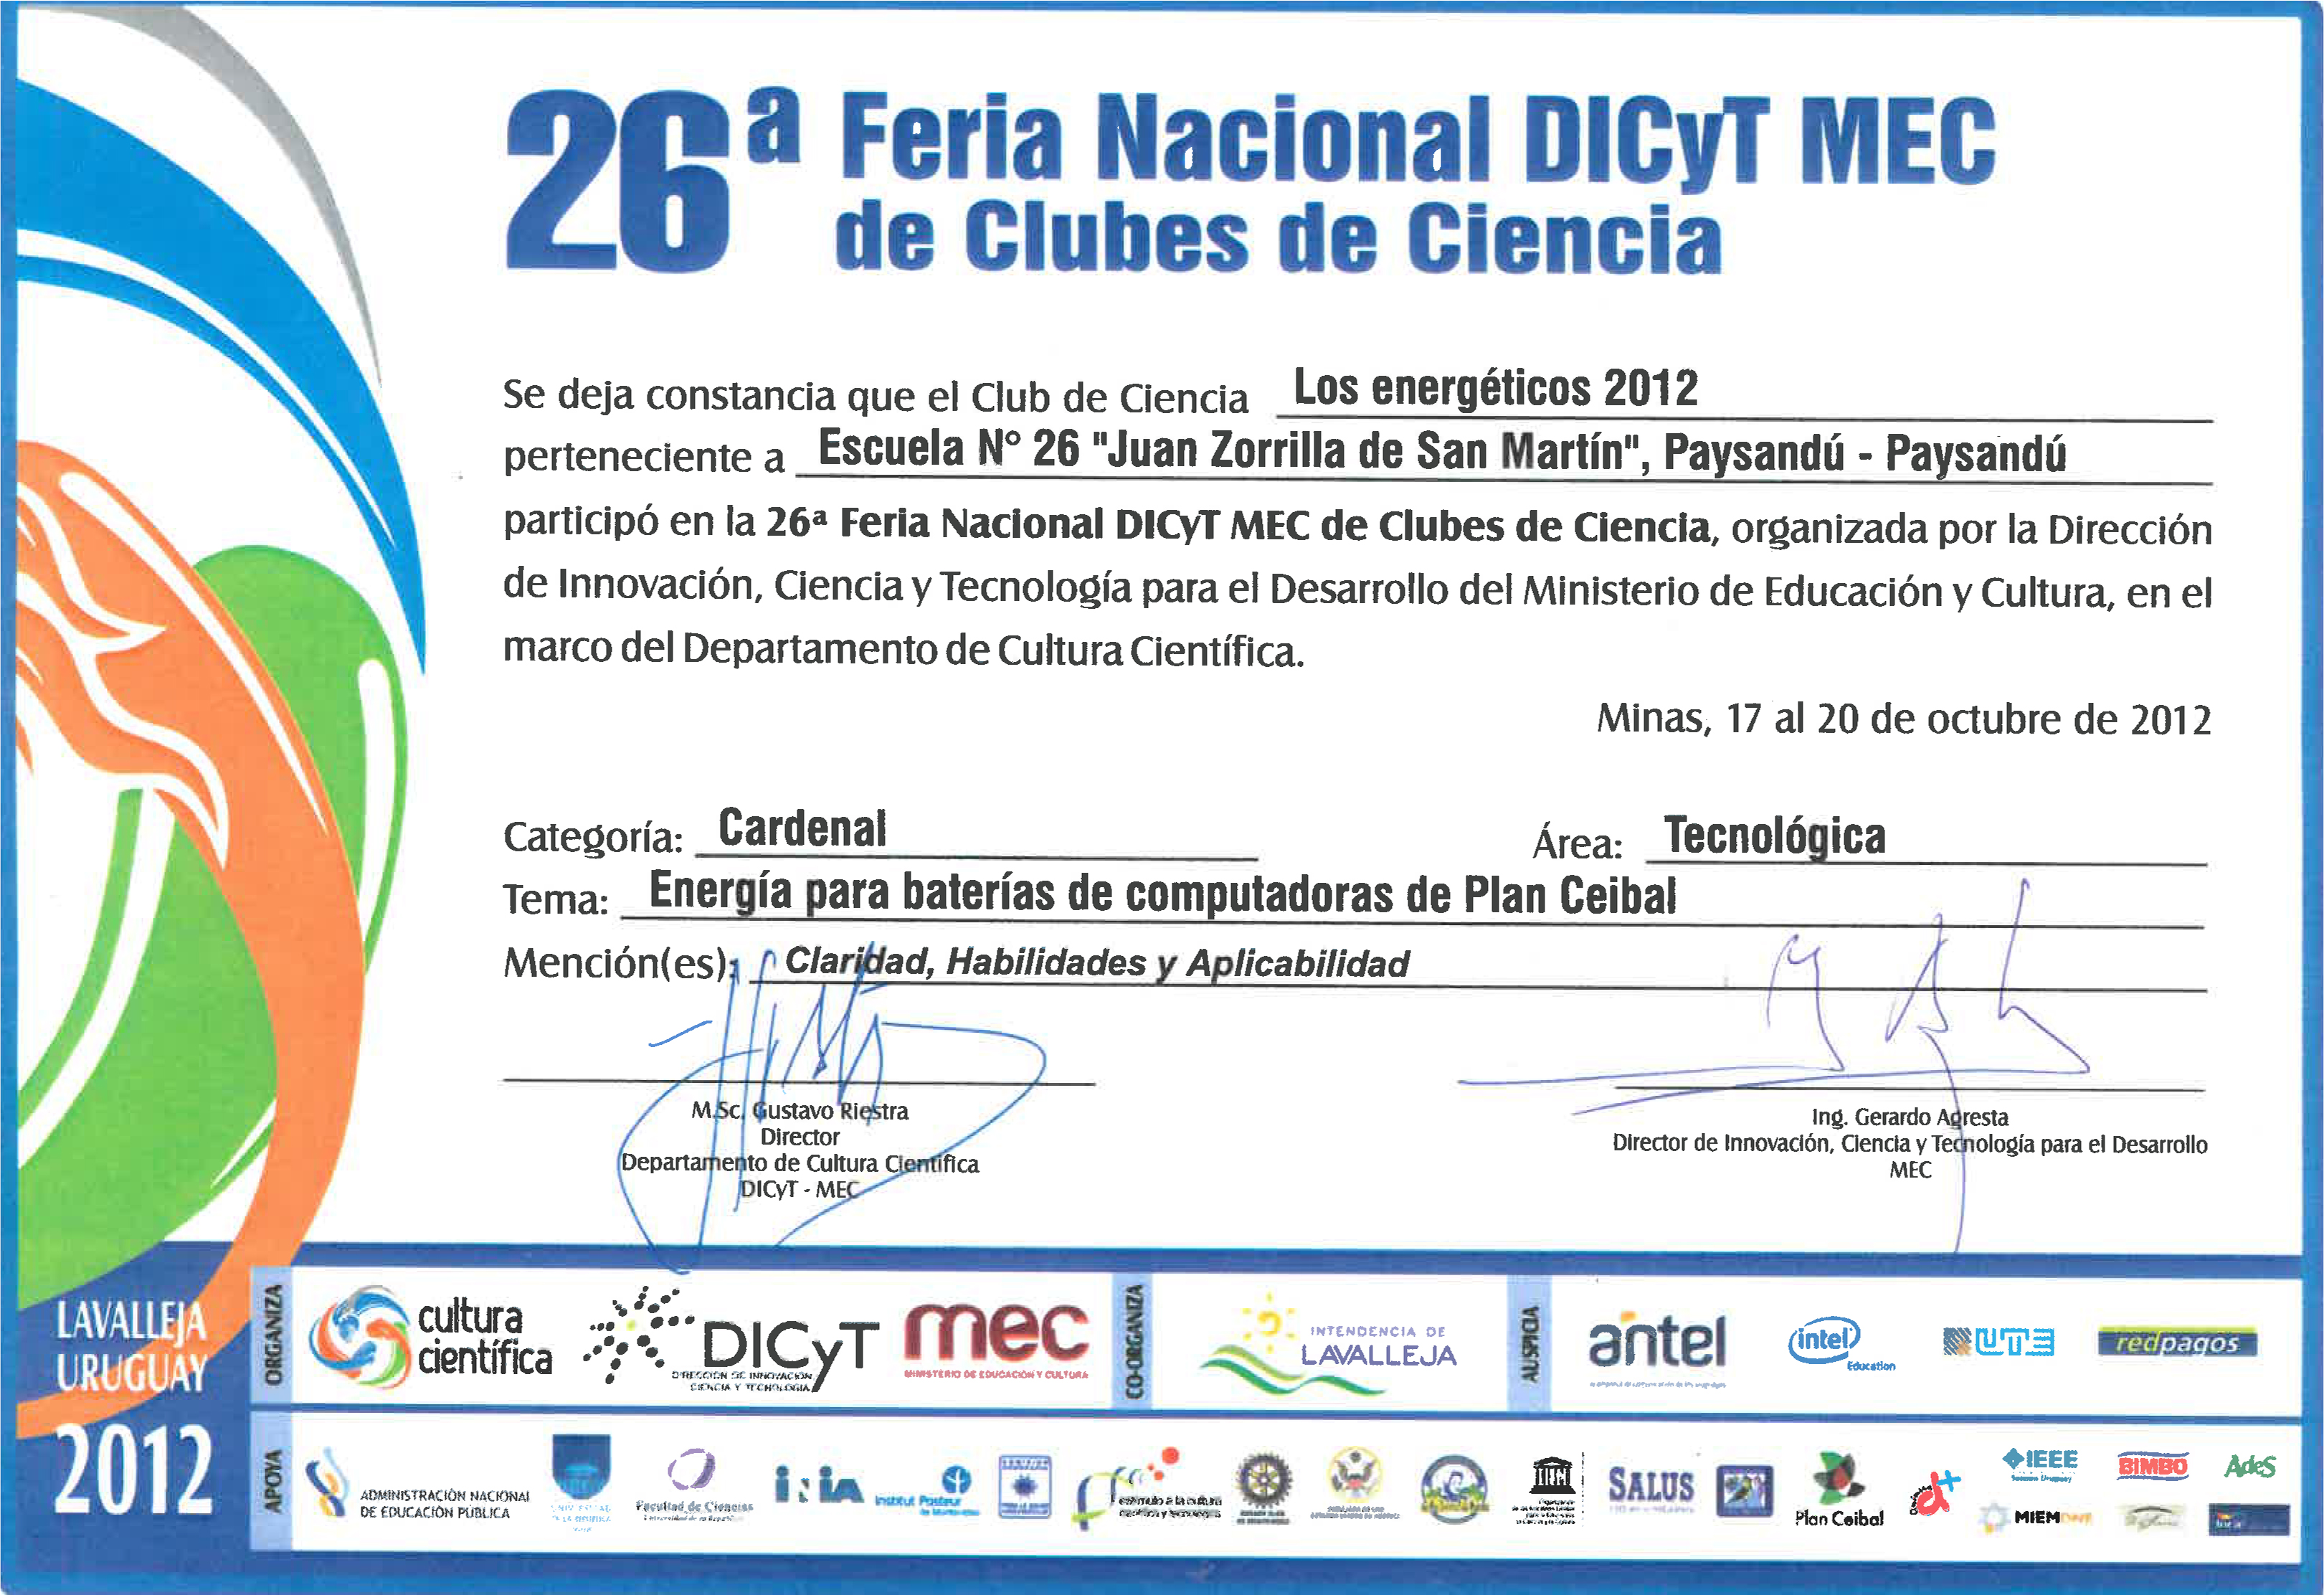 26ª Feria Nacional DICyT MEC
de Clubes de Ciencia
Se deja constancia que el Club de Ciencia Los energéticos 2012
perteneciente a Escuela N° 26 "Juan Zorrilla de San Martín", Paysandú - Paysandú
participó en la 26ª Feria Nacional DICyT MEC de Clubes de Ciencia, organizada por la Dirección
de Innovación, Ciencia y Tecnología para el Desarrollo del Ministerio de Educación y Cultura, en el
marco del Departamento de Cultura Científica.
Minas, 17 al 20 de octubre de 2012
Categoría: Cardenal Área: Tecnológica
Tema: Energía para baterías de computadoras de Plan Ceibal
Mención(es): Claridad, Habilidades y Aplicabilidad
M.Sc. Gustavo Riestra
Director
Departamento de Cultura Científica
DICyT - MEC
Ing. Gerardo Agresta
Director de Innovación, Ciencia y Tecnología para el Desarrollo
MEC
LAVALLEJA
URUGUAY
2012
ORGANIZA
cultura
científica
DICyT
DIRECCIÓN DE INNOVACIÓN,
CIENCIA Y TECNOLOGÍA
mec
MINISTERIO DE EDUCACIÓN Y CULTURA
CO-ORGANIZA
INTENDENCIA DE
LAVALLEJA
AUSPICIA
antel
intel
Education
UTE
redpagos
APOYA
ADMINISTRACIÓN NACIONAL
DE EDUCACIÓN PÚBLICA
Facultad de Ciencias
inia
Institut Pasteur
estímulo a la cultura
científica y tecnológica
SALUS
Plan Ceibal
d+
IEEE
MIEM
BIMBO
AdeS